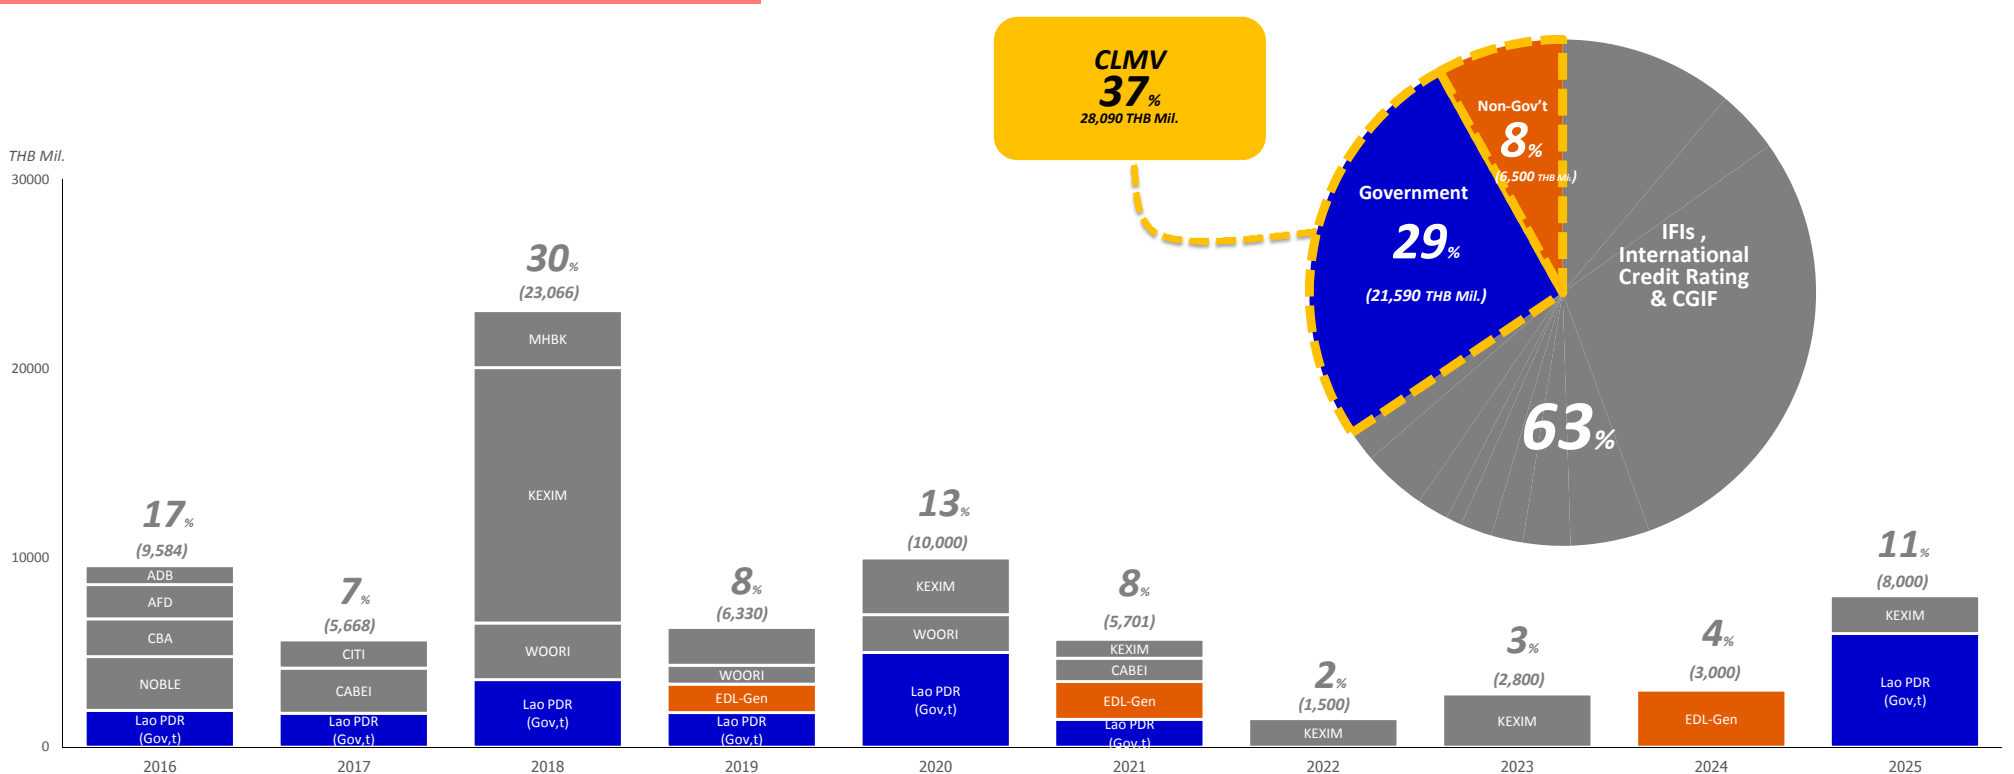 CLMV
37%
28,090 THB Mil.
Non-Gov't
8%
(6,500 THB Mil.)
Government
29%
(21,590 THB Mil.)
IFIs ,
International
Credit Rating
& CGIF
63%
THB Mil.
30000
20000
10000
0
17%
(9,584)
ADB
AFD
CBA
NOBLE
Lao PDR
(Gov,t)
2016
7%
(5,668)
CITI
CABEI
Lao PDR
(Gov,t)
2017
30%
(23,066)
MHBK
KEXIM
WOORI
Lao PDR
(Gov,t)
2018
8%
(6,330)
WOORI
EDL-Gen
Lao PDR
(Gov,t)
2019
13%
(10,000)
KEXIM
WOORI
Lao PDR
(Gov,t)
2020
8%
(5,701)
KEXIM
CABEI
EDL-Gen
Lao PDR
(Gov,t)
2021
2%
(1,500)
KEXIM
2022
3%
(2,800)
KEXIM
2023
4%
(3,000)
EDL-Gen
2024
11%
(8,000)
KEXIM
Lao PDR
(Gov,t)
2025